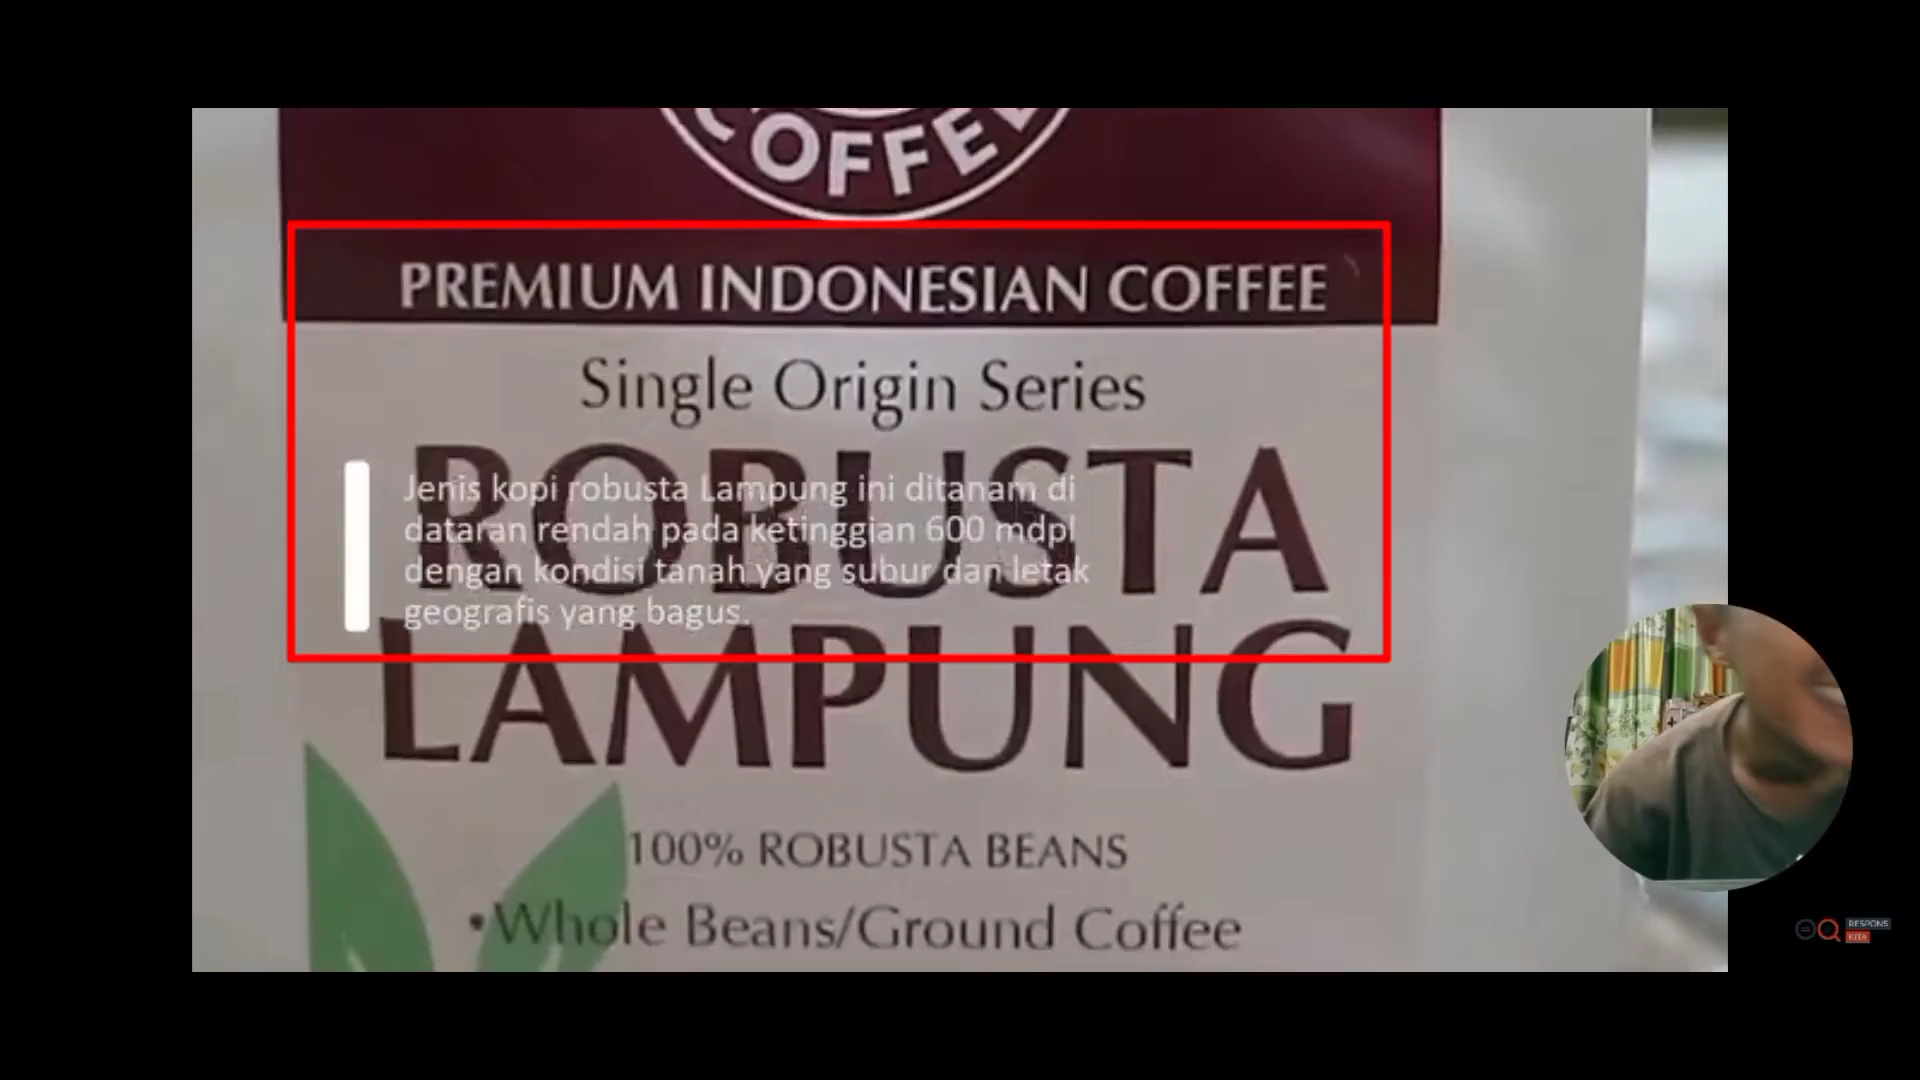 COFFEE
PREMIUM INDONESIAN COFFEE
Single Origin Series
ROBUSTA
Jenis kopi robusta Lampung ini ditanam di
dataran rendah pada ketinggian 600 mdpl
dengan kondisi tanah yang subur dan letak
geografis yang bagus.
LAMPUNG
100% ROBUSTA BEANS
•Whole Beans/Ground Coffee
RESPONS
KITA